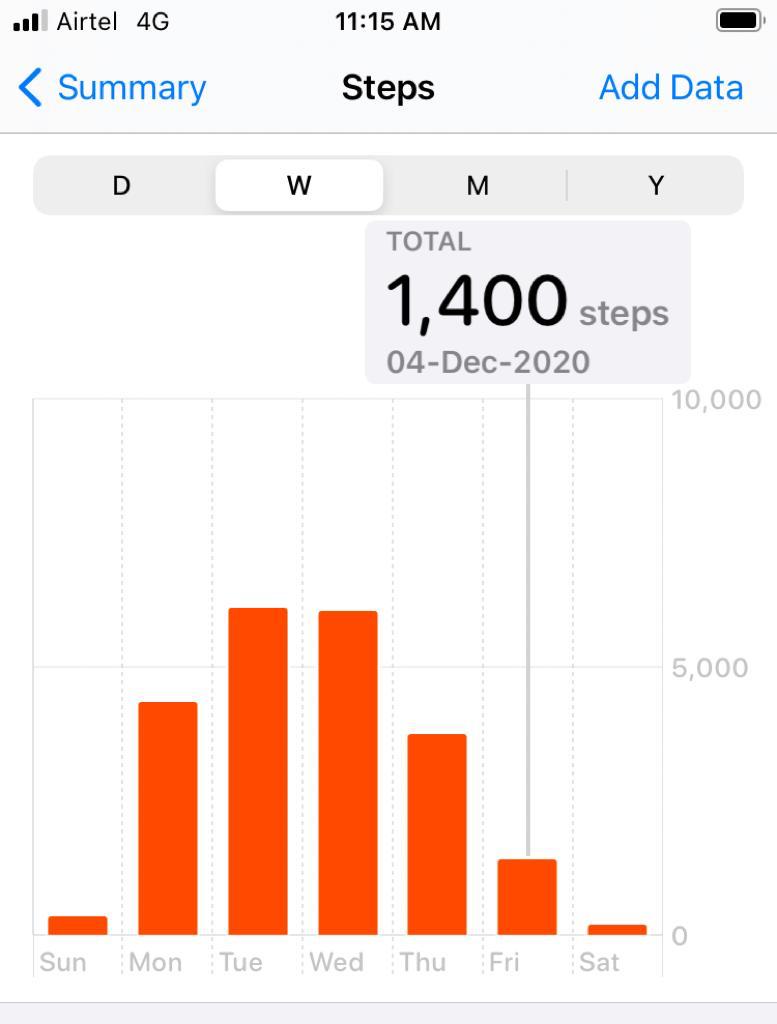 Airtel 4G 11:15 AM
Summary Steps Add Data
D W M Y
TOTAL
1,400 steps
04-Dec-2020
10,000
5,000
0
Sun Mon Tue Wed Thu Fri Sat